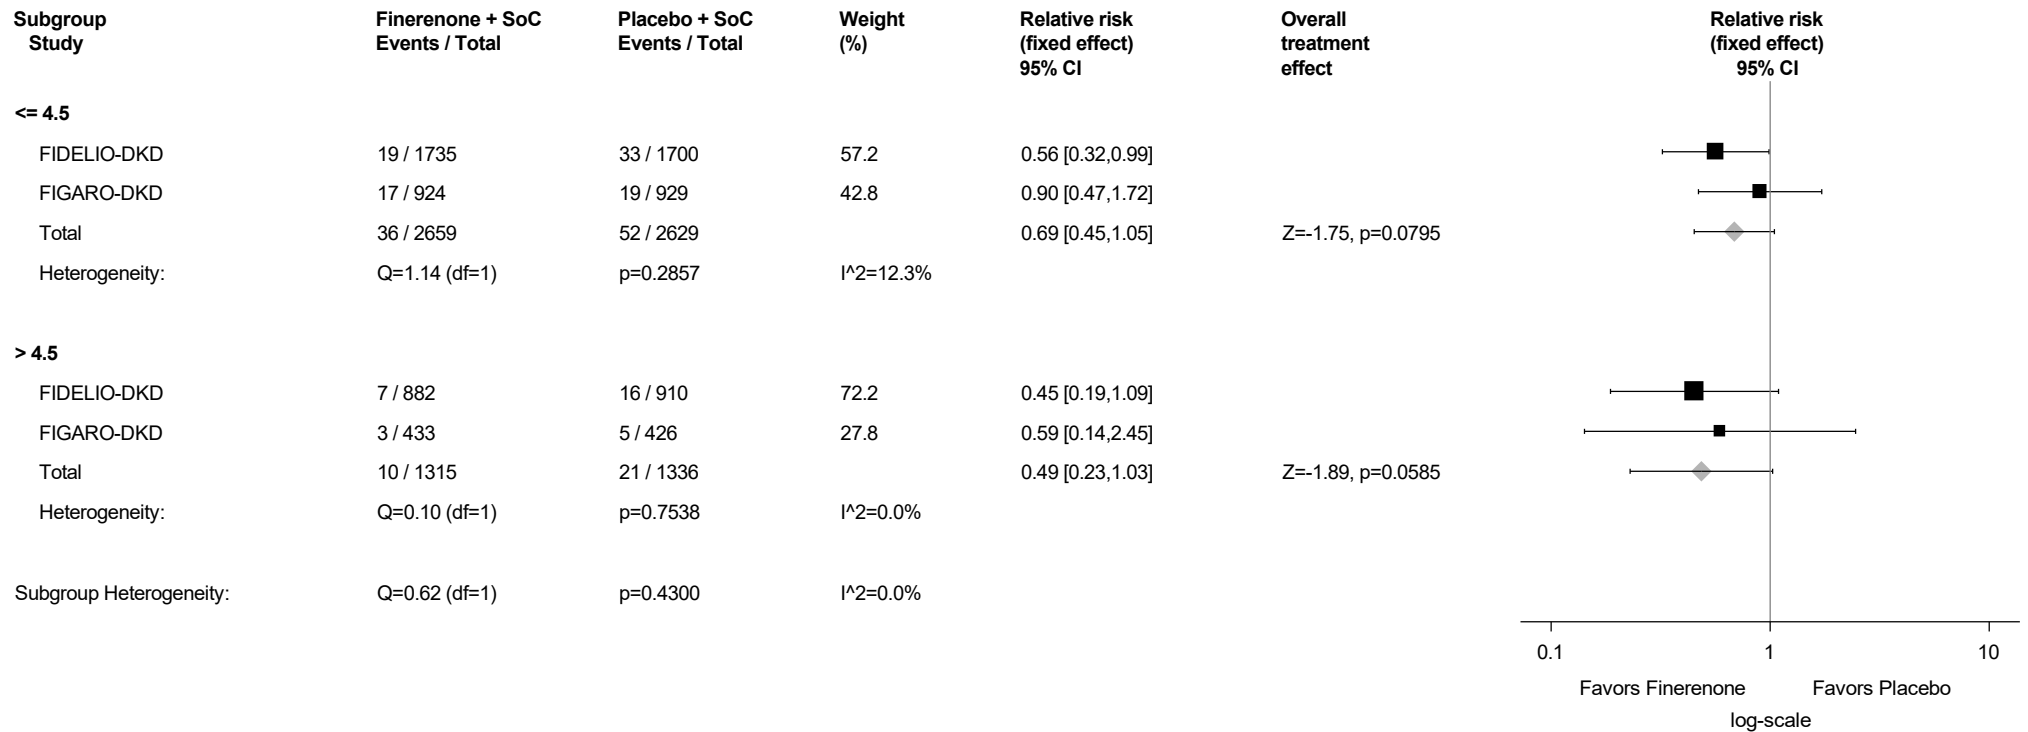 Subgroup Finerenone + SoC Placebo + SoC Weight Relative risk Overall Relative risk
Study Events / Total Events / Total (%) (fixed effect) treatment (fixed effect)
95% CI effect 95% CI
<= 4.5
FIDELIO-DKD 19 / 1735 33 / 1700 57.2 0.56 [0.32,0.99]
FIGARO-DKD 17 / 924 19 / 929 42.8 0.90 [0.47,1.72]
Total 36 / 2659 52 / 2629 0.69 [0.45,1.05] Z=-1.75, p=0.0795
Heterogeneity: Q=1.14 (df=1) p=0.2857 I^2=12.3%
> 4.5
FIDELIO-DKD 7 / 882 16 / 910 72.2 0.45 [0.19,1.09]
FIGARO-DKD 3 / 433 5 / 426 27.8 0.59 [0.14,2.45]
Total 10 / 1315 21 / 1336 0.49 [0.23,1.03] Z=-1.89, p=0.0585
Heterogeneity: Q=0.10 (df=1) p=0.7538 I^2=0.0%
Subgroup Heterogeneity: Q=0.62 (df=1) p=0.4300 I^2=0.0%
0.1 1 10
Favors Finerenone Favors Placebo
log-scale